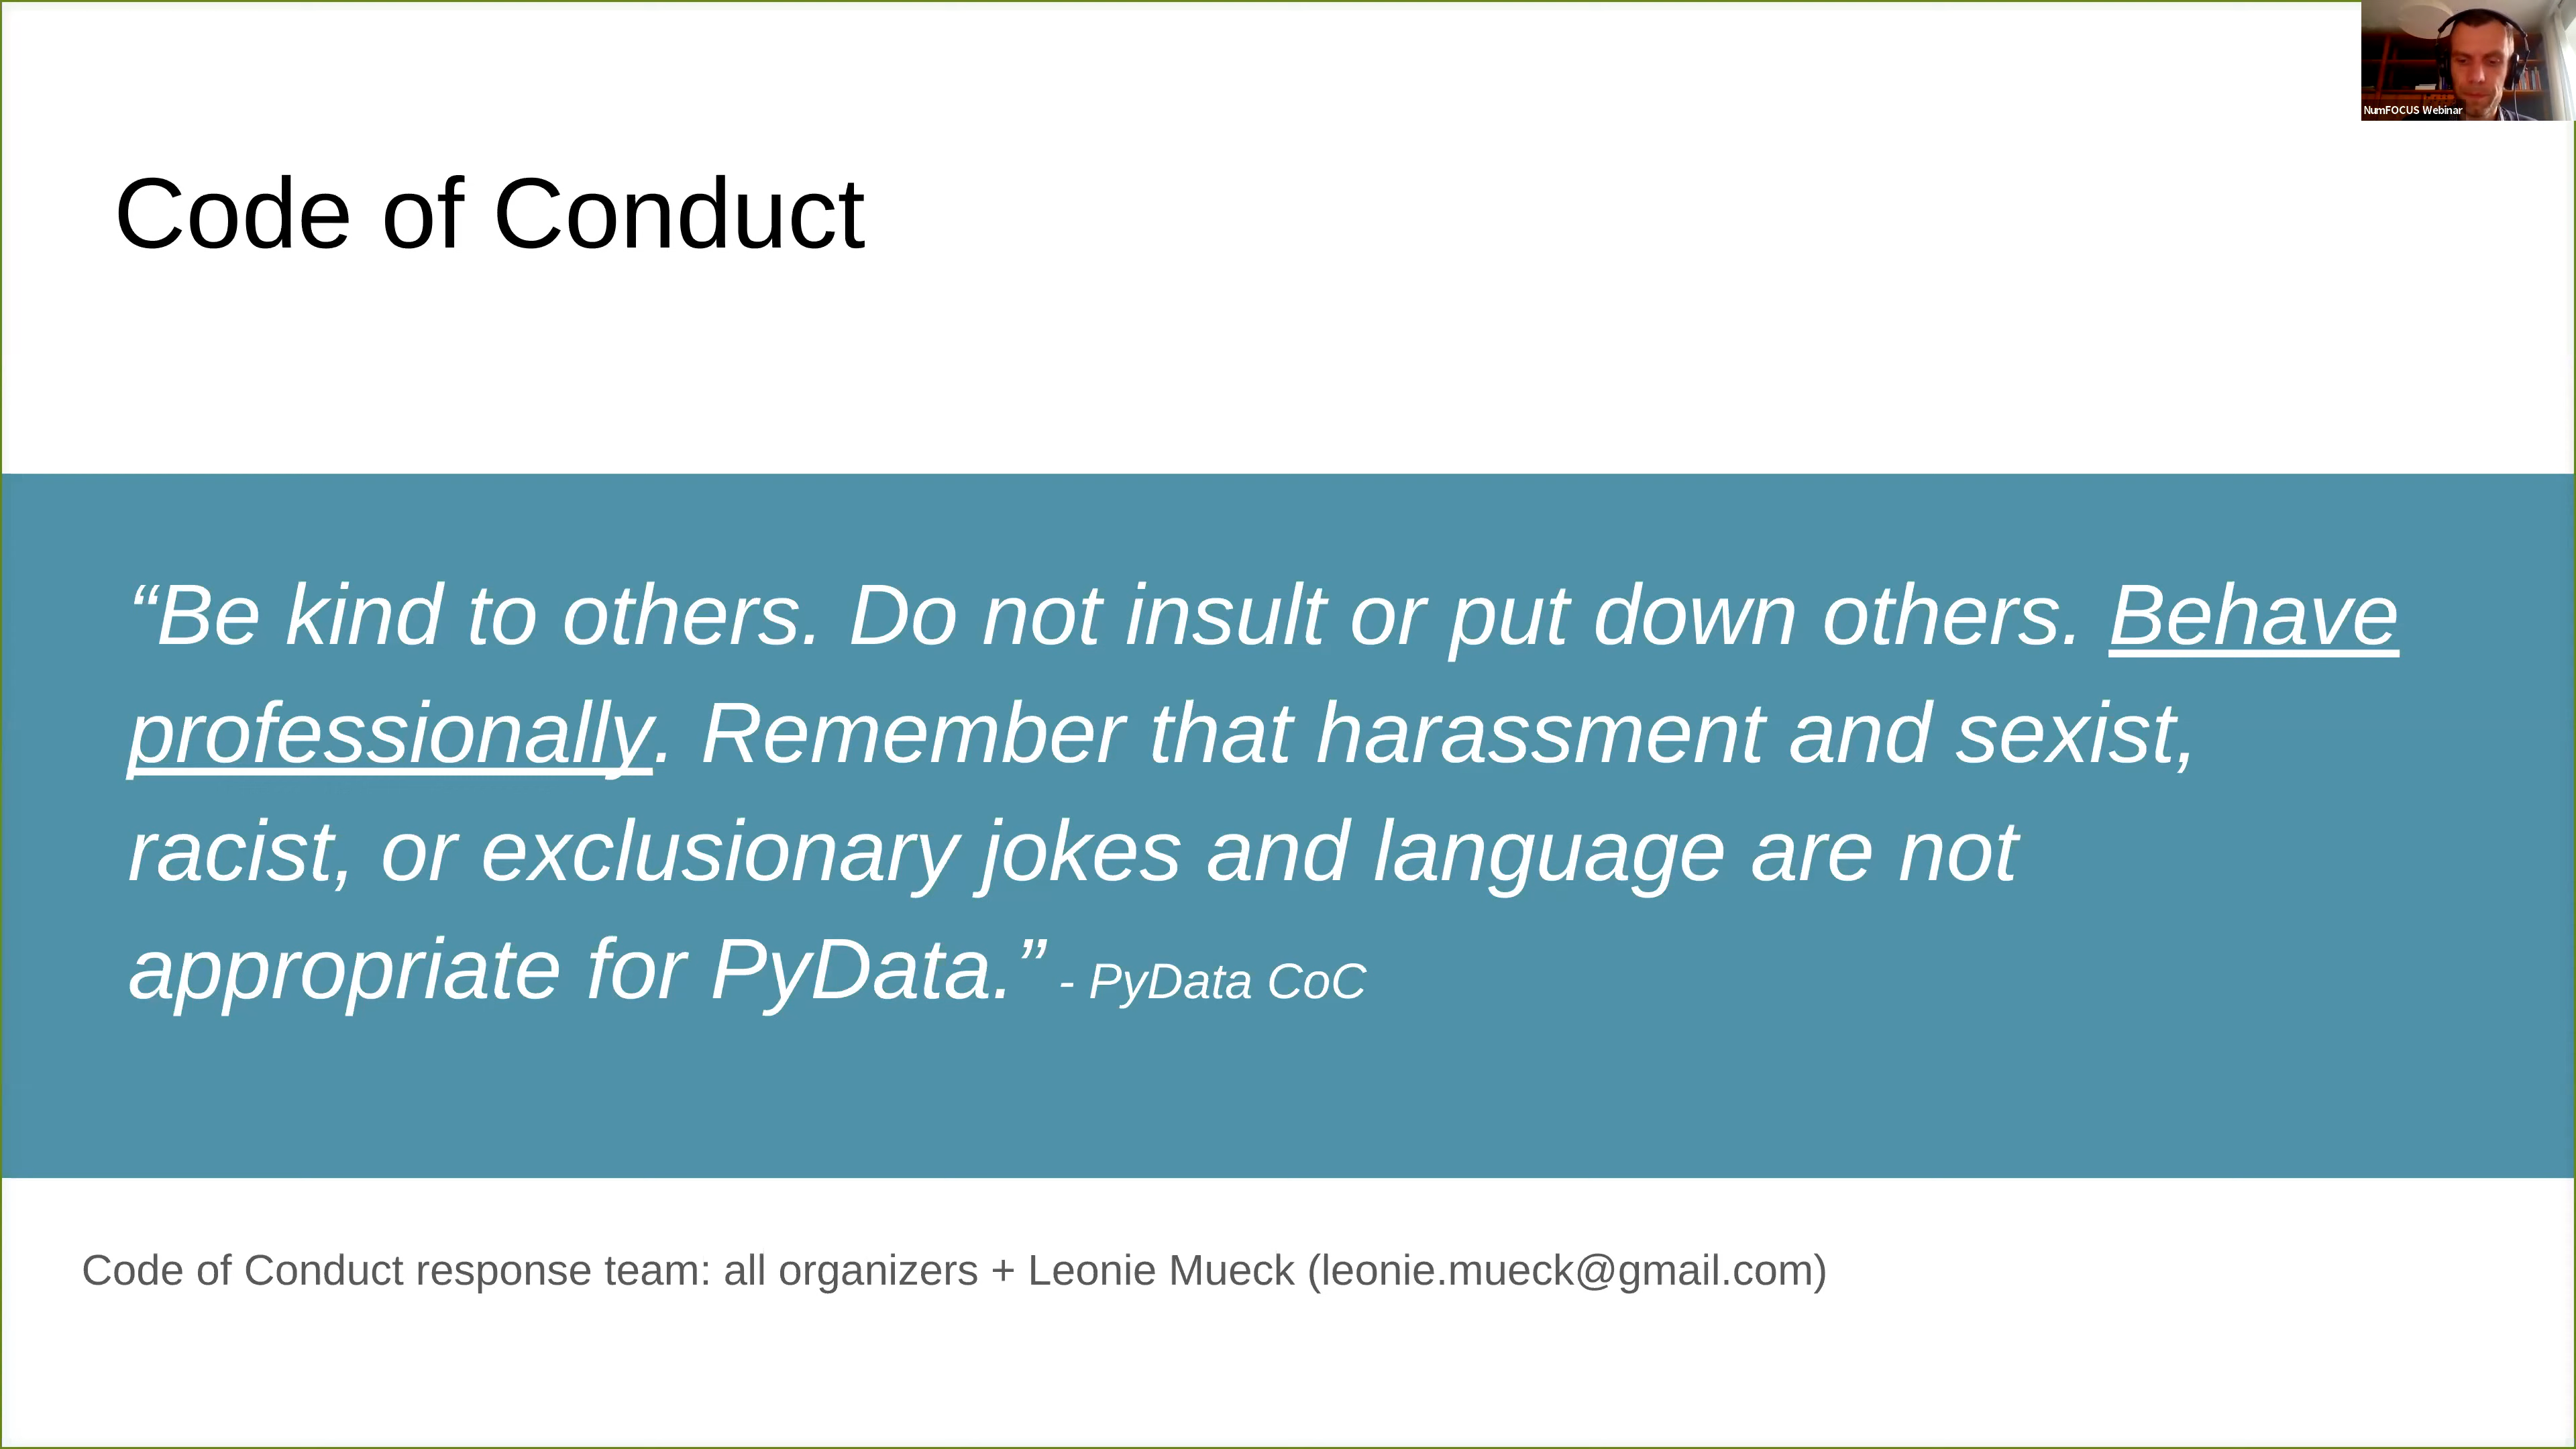 NumFOCUS Webinar
Code of Conduct
“Be kind to others. Do not insult or put down others. Behave
professionally. Remember that harassment and sexist,
racist, or exclusionary jokes and language are not
appropriate for PyData.” - PyData CoC
Code of Conduct response team: all organizers + Leonie Mueck (leonie.mueck@gmail.com)